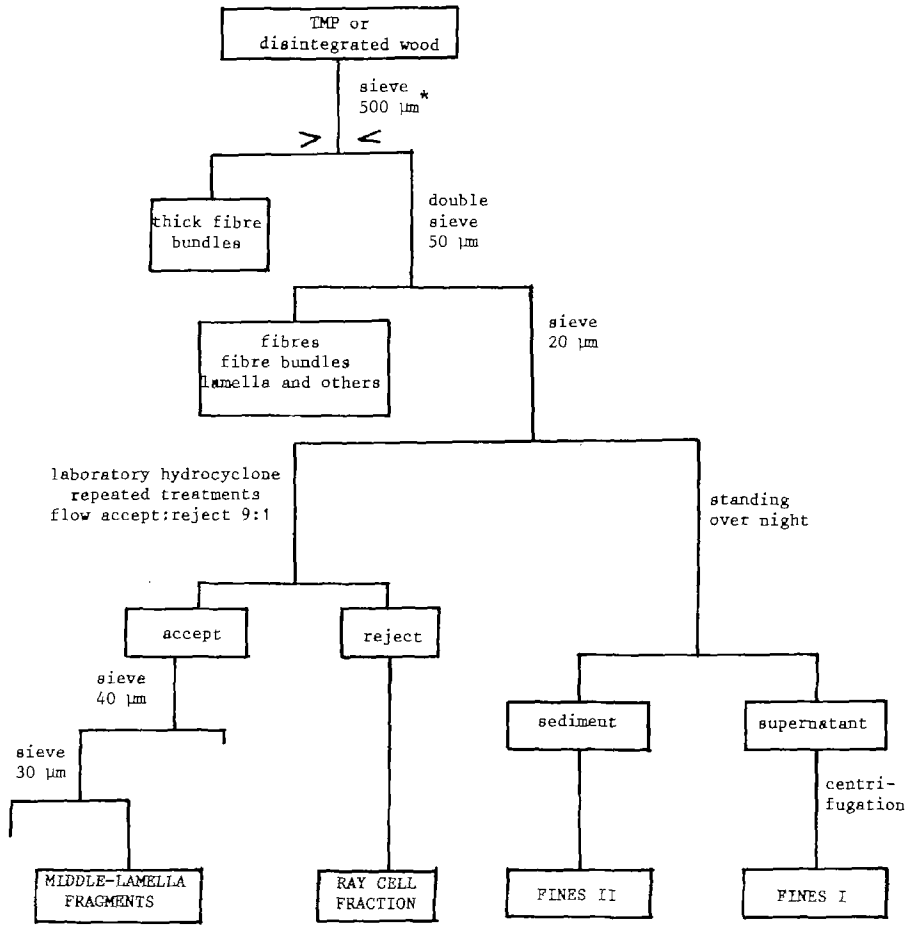 TMP or
disintegrated wood
sieve
500 µm*
> <
thick fibre
bundles
double
sieve
50 µm
fibres
fibre bundles
lamella and others
sieve
20 µm
laboratory hydrocyclone
repeated treatments
flow accept:reject 9:1
standing
over night
accept
reject
sieve
40 µm
sediment
supernatant
sieve
30 µm
centri-
fugation
MIDDLE-LAMELLA
FRAGMENTS
RAY CELL
FRACTION
FINES II
FINES I